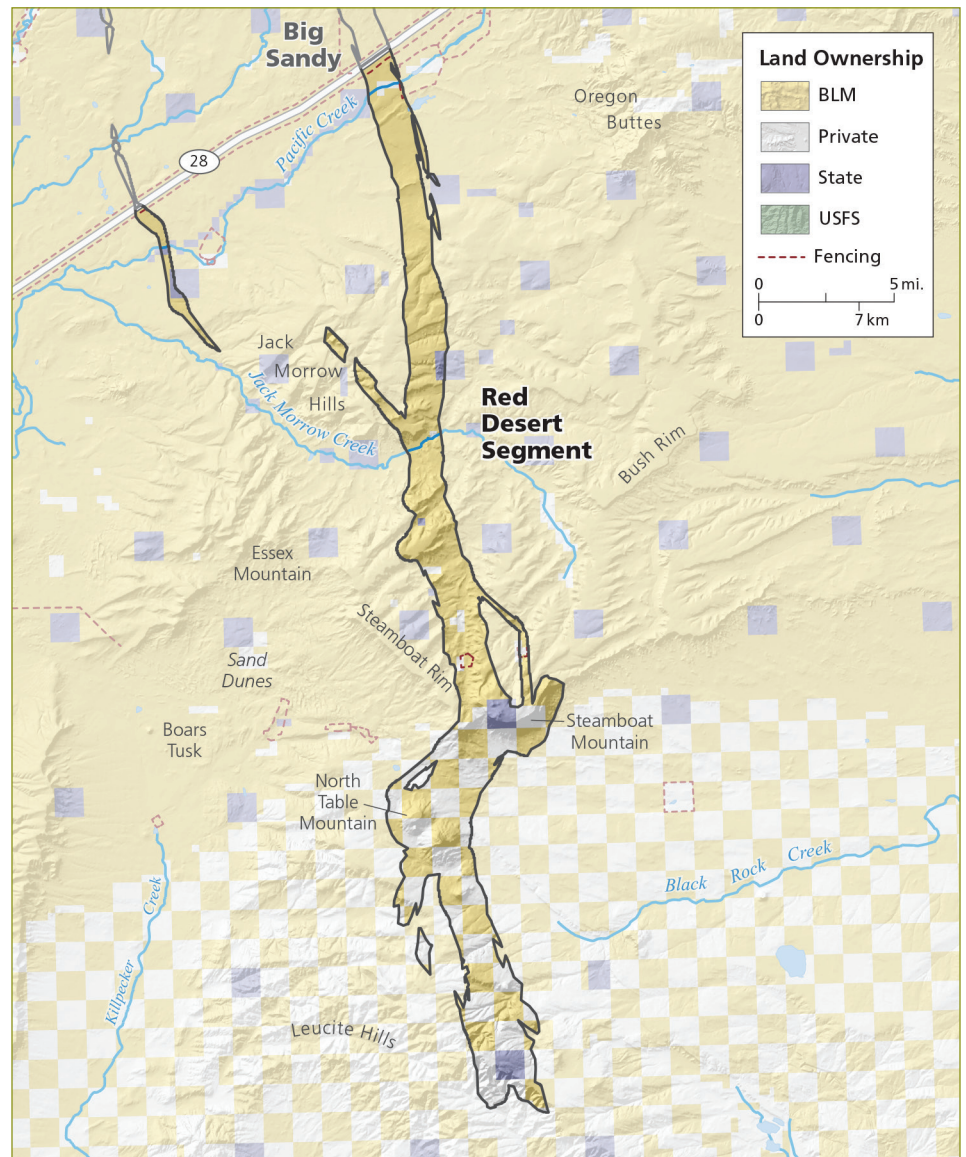 Big
Sandy
Land Ownership
BLM
Private
State
USFS
Fencing
0 5 mi.
0 7 km
Oregon
Buttes
Pacific Creek
28
Jack
Morrow
Hills
Jack Morrow Creek
Red
Desert
Segment
Bush Rim
Essex
Mountain
Steamboat Rim
Sand
Dunes
Boars
Tusk
Steamboat
Mountain
North
Table
Mountain
Black Rock Creek
Killpecker Creek
Leucite Hills